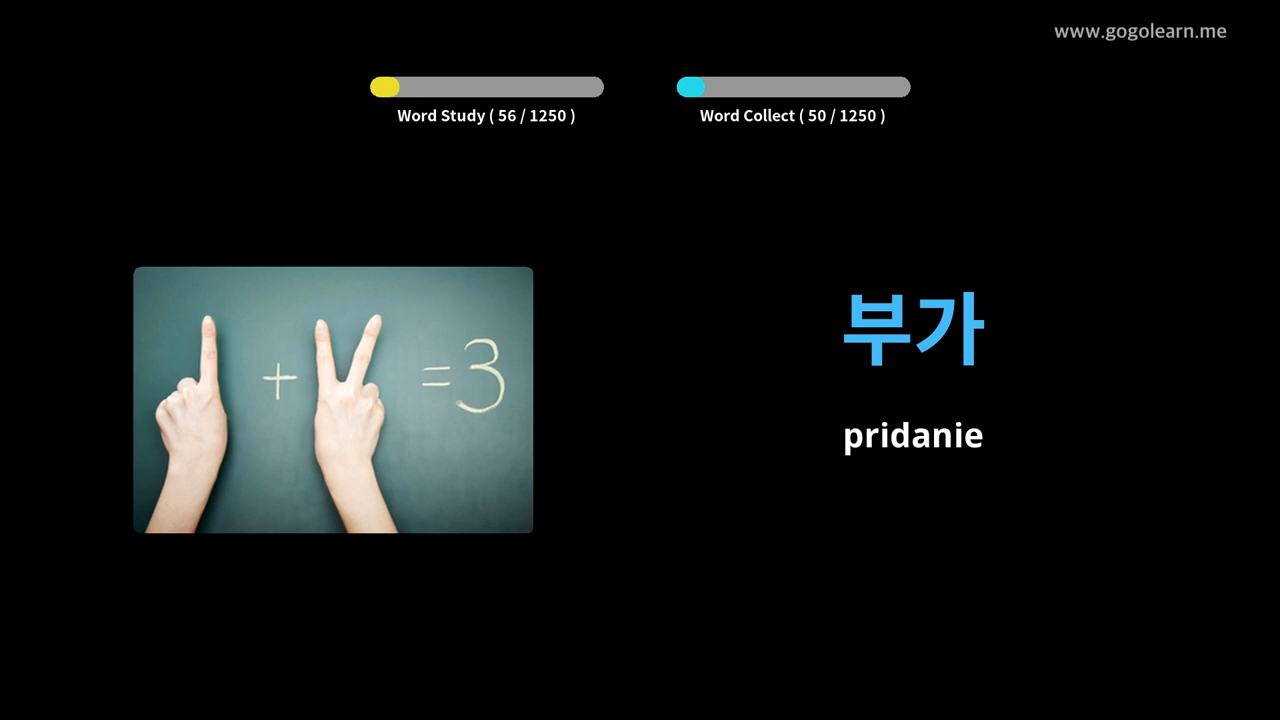 www.gogolearn.me
Word Study ( 56 / 1250 )
Word Collect ( 50 / 1250 )
+ =3
부가
pridanie